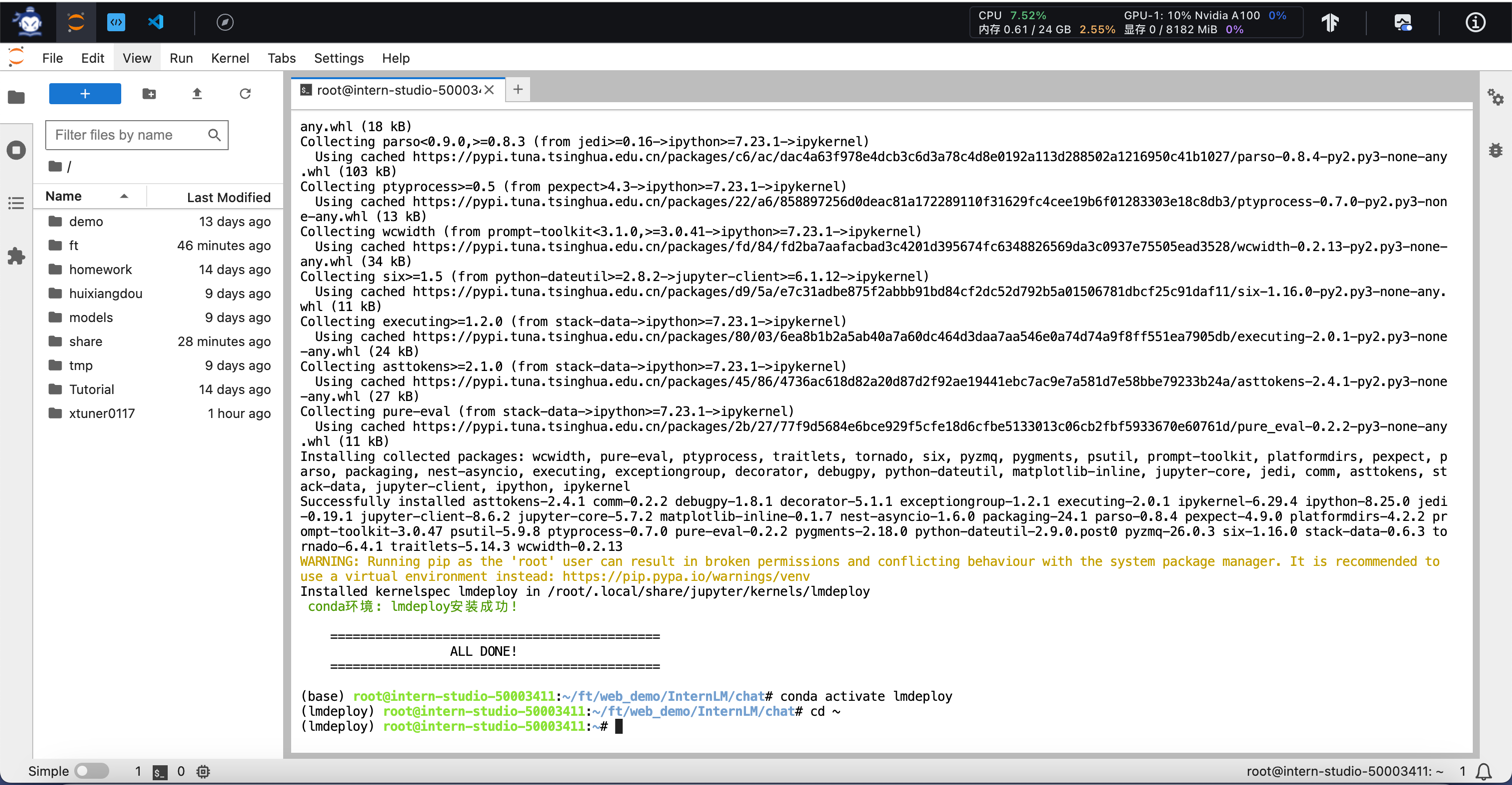 CPU 7.52% GPU-1: 10% Nvidia A100 0%
内存 0.61 / 24 GB 2.55% 显存 0 / 8182 MiB 0%
File Edit View Run Kernel Tabs Settings Help
+
Filter files by name
/
Name Last Modified
demo 13 days ago
ft 46 minutes ago
homework 14 days ago
huixiangdou 9 days ago
models 9 days ago
share 28 minutes ago
tmp 9 days ago
Tutorial 14 days ago
xtuner0117 1 hour ago
root@intern-studio-50034
any.whl (18 kB)
Collecting parso<0.9.0,>=0.8.3 (from jedi>=0.16->ipython>=7.23.1->ipykernel)
Using cached https://pypi.tuna.tsinghua.edu.cn/packages/c6/ac/dac4a63f978e4dcb3c6d3a78c4d8e0192a113d288502a1216950c41b1027/parso-0.8.4-py2.py3-none-any
.whl (103 kB)
Collecting ptyprocess>=0.5 (from pexpect>4.3->ipython>=7.23.1->ipykernel)
Using cached https://pypi.tuna.tsinghua.edu.cn/packages/22/a6/858897256d0deac81a172289110f31629fc4cee19b6f01283303e18c8db3/ptyprocess-0.7.0-py2.py3-non
e-any.whl (13 kB)
Collecting wcwidth (from prompt-toolkit<3.1.0,>=3.0.41->ipython>=7.23.1->ipykernel)
Using cached https://pypi.tuna.tsinghua.edu.cn/packages/fd/84/fd2ba7aafacbad3c4201d395674fc6348826569da3c0937e75505ead3528/wcwidth-0.2.13-py2.py3-none-
any.whl (34 kB)
Collecting six>=1.5 (from python-dateutil>=2.8.2->jupyter-client>=6.1.12->ipykernel)
Using cached https://pypi.tuna.tsinghua.edu.cn/packages/d9/5a/e7c31adbe875f2abbb91bd84cf2dc52d792b5a01506781dbcf25c91daf11/six-1.16.0-py2.py3-none-any.
whl (11 kB)
Collecting executing>=1.2.0 (from stack-data->ipython>=7.23.1->ipykernel)
Using cached https://pypi.tuna.tsinghua.edu.cn/packages/80/03/6ea8b1b2a5ab40a7a60dc464d3daa7aa546e0a74d74a9f8ff551ea7905db/executing-2.0.1-py2.py3-none
-any.whl (24 kB)
Collecting asttokens>=2.1.0 (from stack-data->ipython>=7.23.1->ipykernel)
Using cached https://pypi.tuna.tsinghua.edu.cn/packages/45/86/4736ac618d82a20d87d2f92ae19441ebc7ac9e7a581d7e58bbe79233b24a/asttokens-2.4.1-py2.py3-none
-any.whl (27 kB)
Collecting pure-eval (from stack-data->ipython>=7.23.1->ipykernel)
Using cached https://pypi.tuna.tsinghua.edu.cn/packages/2b/27/77f9d5684e6bce929f5cfe18d6cfbe5133013c06cb2fbf5933670e60761d/pure_eval-0.2.2-py3-none-any
.whl (11 kB)
Installing collected packages: wcwidth, pure-eval, ptyprocess, traitlets, tornado, six, pyzmq, pygments, psutil, prompt-toolkit, platformdirs, pexpect, p
arso, packaging, nest-asyncio, executing, exceptiongroup, decorator, debugpy, python-dateutil, matplotlib-inline, jupyter-core, jedi, comm, asttokens, st
ack-data, jupyter-client, ipython, ipykernel
Successfully installed asttokens-2.4.1 comm-0.2.2 debugpy-1.8.1 decorator-5.1.1 exceptiongroup-1.2.1 executing-2.0.1 ipykernel-6.29.4 ipython-8.25.0 jedi
-0.19.1 jupyter-client-8.6.2 jupyter-core-5.7.2 matplotlib-inline-0.1.7 nest-asyncio-1.6.0 packaging-24.1 parso-0.8.4 pexpect-4.9.0 platformdirs-4.2.2 pr
ompt-toolkit-3.0.47 psutil-5.9.8 ptyprocess-0.7.0 pure-eval-0.2.2 pygments-2.18.0 python-dateutil-2.9.0.post0 pyzmq-26.0.3 six-1.16.0 stack-data-0.6.3 to
rnado-6.4.1 traitlets-5.14.3 wcwidth-0.2.13
WARNING: Running pip as the 'root' user can result in broken permissions and conflicting behaviour with the system package manager. It is recommended to
use a virtual environment instead: https://pip.pypa.io/warnings/venv
Installed kernelspec lmdeploy in /root/.local/share/jupyter/kernels/lmdeploy
conda环境: lmdeploy安装成功!
============================================
ALL DONE!
============================================
(base) root@intern-studio-50003411:~/ft/web_demo/InternLM/chat# conda activate lmdeploy
(lmdeploy) root@intern-studio-50003411:~/ft/web_demo/InternLM/chat# cd ~
(lmdeploy) root@intern-studio-50003411:~#
Simple 1 0 root@intern-studio-50003411: ~ 1